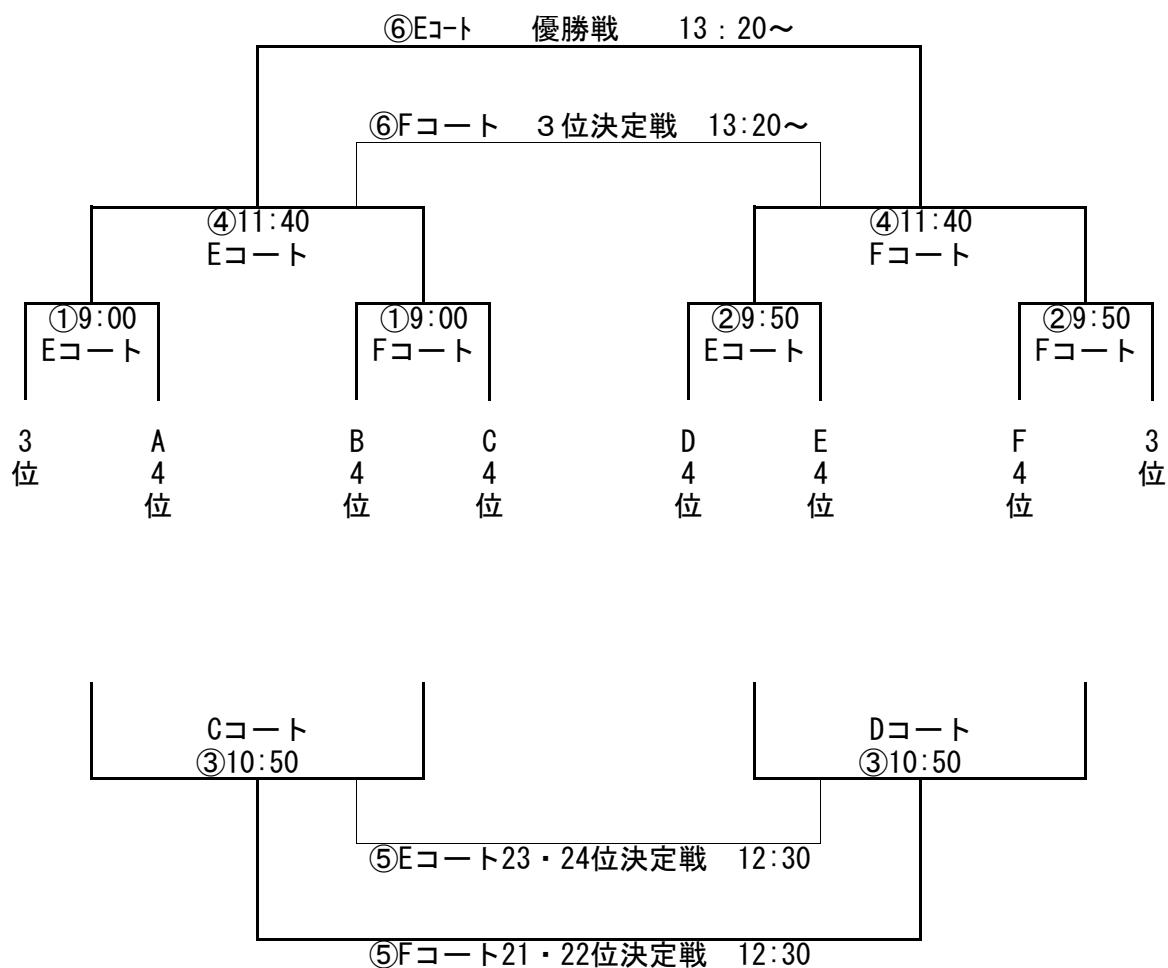 ⑥Eｺｰﾄ　優勝戦　13：20～
⑥Fコート　３位決定戦　13:20～
④11:40
Eコート
④11:40
Fコート
①9:00
Eコート
①9:00
Fコート
②9:50
Eコート
②9:50
Fコート
3位
A4位
B4位
C4位
D4位
E4位
F4位
3位
Cコート
③10:50
Dコート
③10:50
⑤Eコート23・24位決定戦　12:30
⑤Fコート21・22位決定戦　12:30